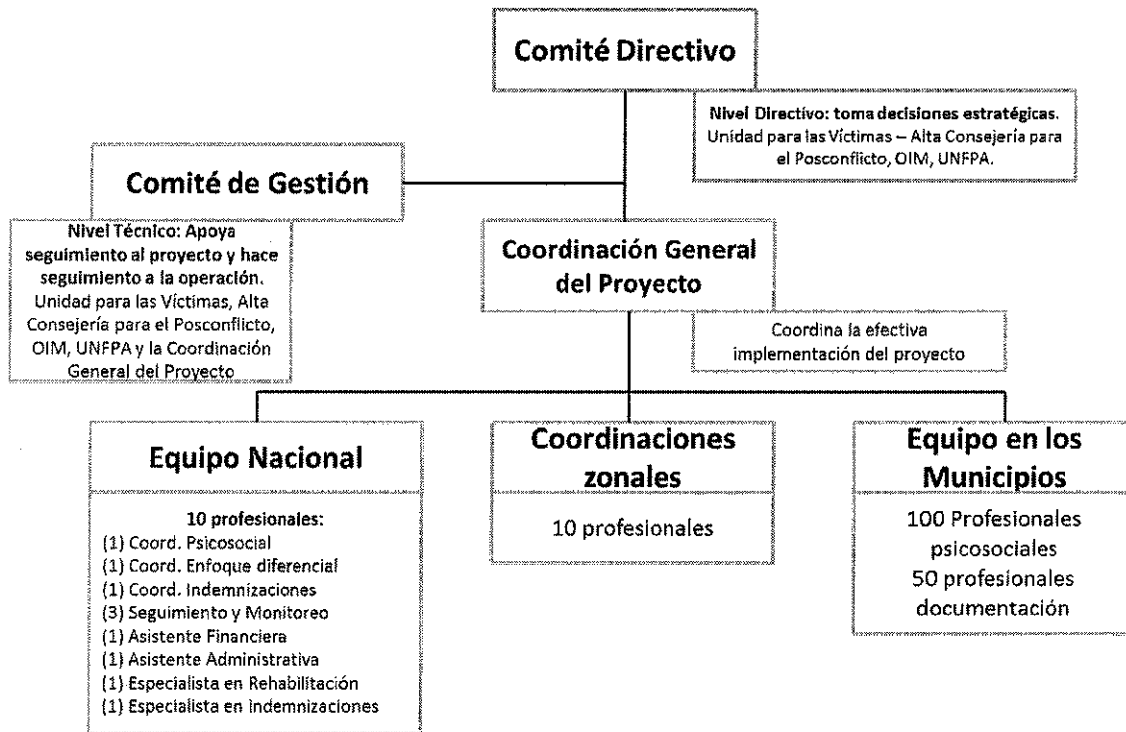 Comité Directivo
Nivel Directivo: toma decisiones estratégicas.
Unidad para las Víctimas – Alta Consejería para
el Posconflicto, OIM, UNFPA.
Comité de Gestión
Nivel Técnico: Apoya
seguimiento al proyecto y hace
seguimiento a la operación.
Unidad para las Víctimas, Alta
Consejería para el Posconflicto,
OIM, UNFPA y la Coordinación
General del Proyecto
Coordinación General
del Proyecto
Coordina la efectiva
implementación del proyecto
Equipo Nacional
10 profesionales:
(1) Coord. Psicosocial
(1) Coord. Enfoque diferencial
(1) Coord. Indemnizaciones
(3) Seguimiento y Monitoreo
(1) Asistente Financiera
(1) Asistente Administrativa
(1) Especialista en Rehabilitación
(1) Especialista en Indemnizaciones
Coordinaciones
zonales
10 profesionales
Equipo en los
Municipios
100 Profesionales
psicosociales
50 profesionales
documentación